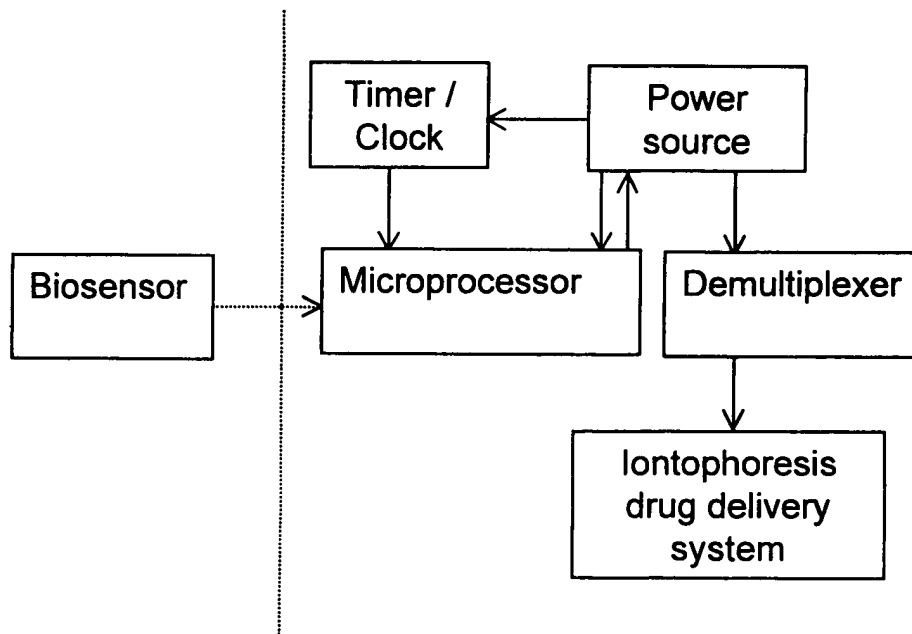 Timer /
Clock
Power
source
Biosensor
Microprocessor
Demultiplexer
Iontophoresis
drug delivery
system